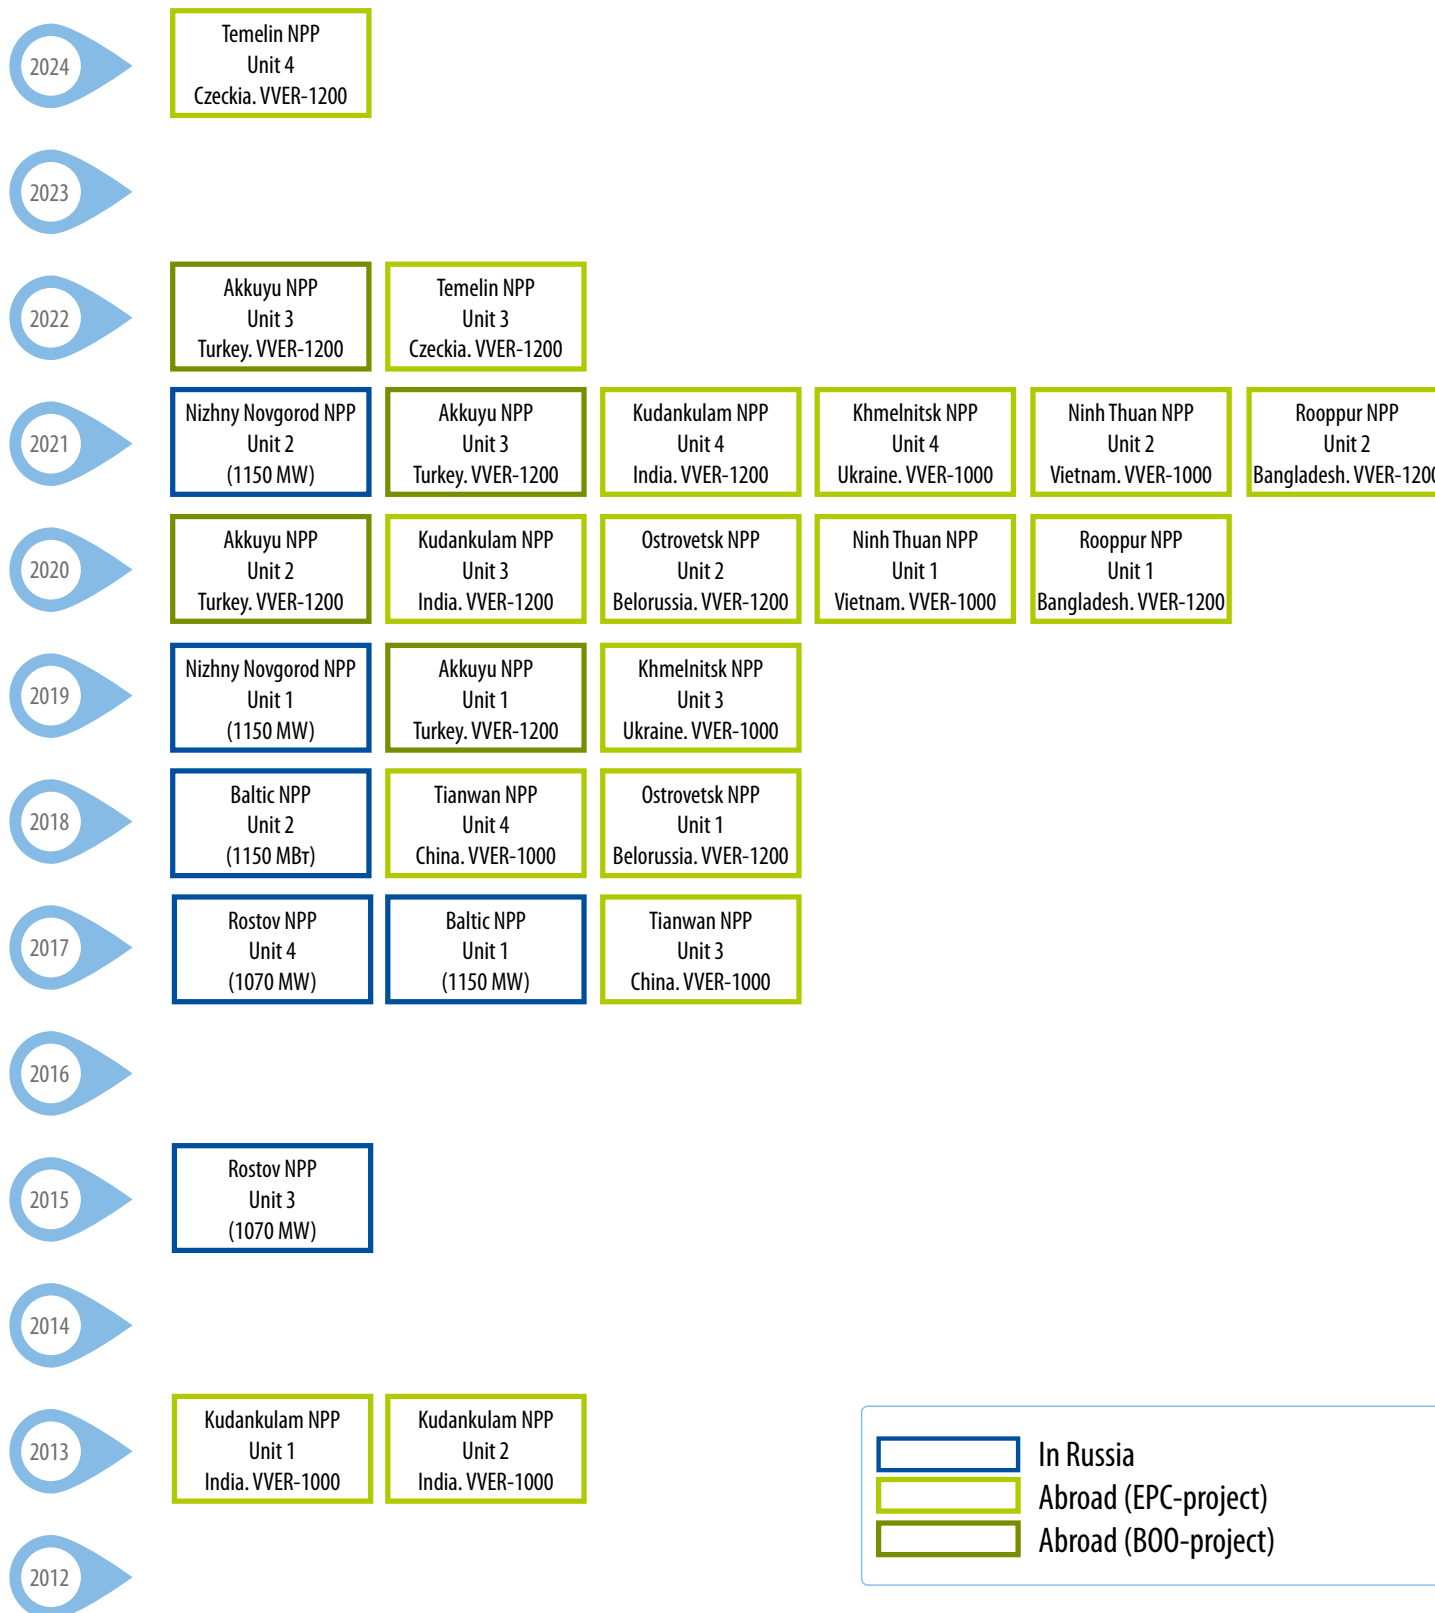 2024
Temelin NPP
Unit 4
Czeckia. VVER-1200
2023
2022
Akkuyu NPP
Unit 3
Turkey. VVER-1200
Temelin NPP
Unit 3
Czeckia. VVER-1200
2021
Nizhny Novgorod NPP
Unit 2
(1150 MW)
Akkuyu NPP
Unit 3
Turkey. VVER-1200
Kudankulam NPP
Unit 4
India. VVER-1200
Khmelnitsk NPP
Unit 4
Ukraine. VVER-1000
Ninh Thuan NPP
Unit 2
Vietnam. VVER-1000
Rooppur NPP
Unit 2
Bangladesh. VVER-1200
2020
Akkuyu NPP
Unit 2
Turkey. VVER-1200
Kudankulam NPP
Unit 3
India. VVER-1200
Ostrovetsk NPP
Unit 2
Belorussia. VVER-1200
Ninh Thuan NPP
Unit 1
Vietnam. VVER-1000
Rooppur NPP
Unit 1
Bangladesh. VVER-1200
2019
Nizhny Novgorod NPP
Unit 1
(1150 MW)
Akkuyu NPP
Unit 1
Turkey. VVER-1200
Khmelnitsk NPP
Unit 3
Ukraine. VVER-1000
2018
Baltic NPP
Unit 2
(1150 МВт)
Tianwan NPP
Unit 4
China. VVER-1000
Ostrovetsk NPP
Unit 1
Belorussia. VVER-1200
2017
Rostov NPP
Unit 4
(1070 MW)
Baltic NPP
Unit 1
(1150 MW)
Tianwan NPP
Unit 3
China. VVER-1000
2016
2015
Rostov NPP
Unit 3
(1070 MW)
2014
2013
Kudankulam NPP
Unit 1
India. VVER-1000
Kudankulam NPP
Unit 2
India. VVER-1000
2012
In Russia
Abroad (EPC-project)
Abroad (BOO-project)